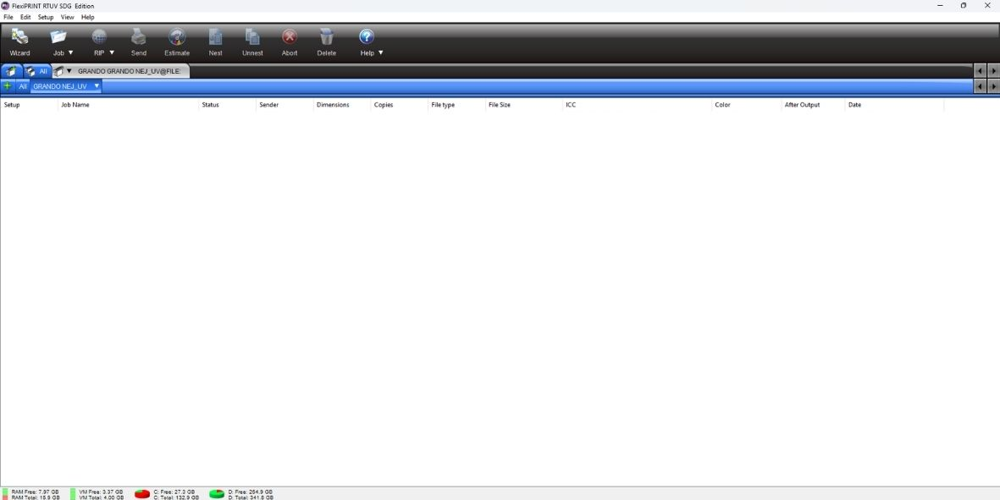 FlexiPRINT RTUV SDG Edition
File Edit Setup View Help
Wizard Job RIP Send Estimate Nest Unnest Abort Delete Help
All GRANDO GRANDO NEJ_UV@FILE:
All GRANDO NEJ_UV
Setup Job Name Status Sender Dimensions Copies File type File Size ICC Color After Output Date
RAM Free: 7.97 GB VM Free: 3.37 GB C: Free: 27.3 GB D: Free: 264.9 GB
RAM Total: 15.9 GB VM Total: 4.00 GB C: Total: 132.9 GB D: Total: 341.8 GB